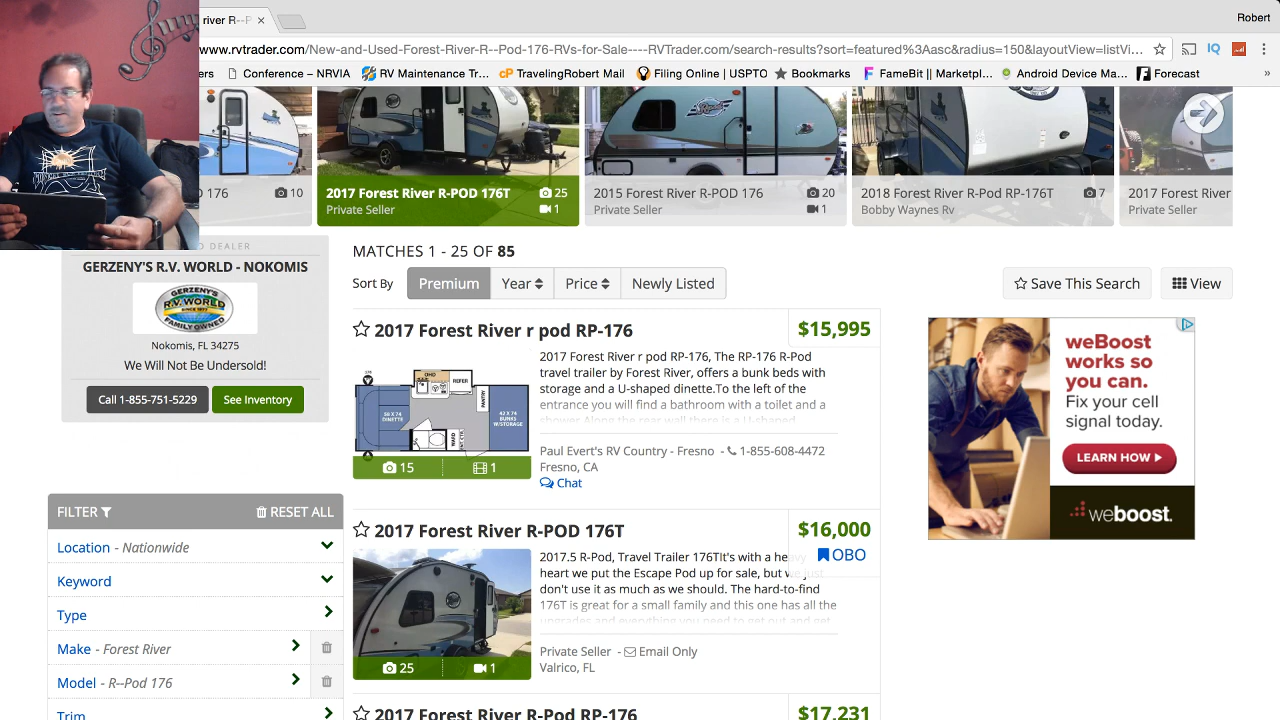 river R--P
Robert
www.rvtrader.com/New-and-Used-Forest-River-R--Pod-176-RVs-for-Sale----RVTrader.com/search-results?sort=featured%3Aasc&radius=150&layoutView=listVi...
ers Conference – NRVIA RV Maintenance Tr... TravelingRobert Mail Filing Online | USPTO Bookmarks FameBit || Marketpl... Android Device Ma... Forecast »
176 10
2017 Forest River R-POD 176T 25
Private Seller 1
2015 Forest River R-POD 176 20
Private Seller 1
2018 Forest River R-Pod RP-176T 7
Bobby Waynes Rv
2017 Forest River
Private Seller
DEALER
GERZENY'S R.V. WORLD - NOKOMIS
GERZENY'S
R.V. WORLD
FAMILY OWNED
Nokomis, FL 34275
We Will Not Be Undersold!
Call 1-855-751-5229 See Inventory
MATCHES 1 - 25 OF 85
Sort By Premium Year Price Newly Listed
Save This Search View
2017 Forest River r pod RP-176 $15,995
2017 Forest River r pod RP-176, The RP-176 R-Pod
travel trailer by Forest River, offers a bunk beds with
storage and a U-shaped dinette.To the left of the
entrance you will find a bathroom with a toilet and a
shower. Along the rear wall there is a U-shaped
OHC
REFER
PANTRY
WARD
58 X 74
DINETTE
42 X 74
BUNKS
W/STORAGE
15 1
Paul Evert's RV Country - Fresno - 1-855-608-4472
Fresno, CA
Chat
weBoost
works so
you can.
Fix your cell
signal today.
LEARN HOW
weboost.
FILTER RESET ALL
Location - Nationwide
Keyword
Type
Make - Forest River
Model - R--Pod 176
Trim
2017 Forest River R-POD 176T $16,000
OBO
2017.5 R-Pod, Travel Trailer 176TIt's with a heavy
heart we put the Escape Pod up for sale, but we just
don't use it as much as we should. The hard-to-find
176T is great for a small family and this one has all the
upgrades and everything you need to get out and get
25 1
Private Seller - Email Only
Valrico, FL
2017 Forest River R-Pod RP-176 $17,231